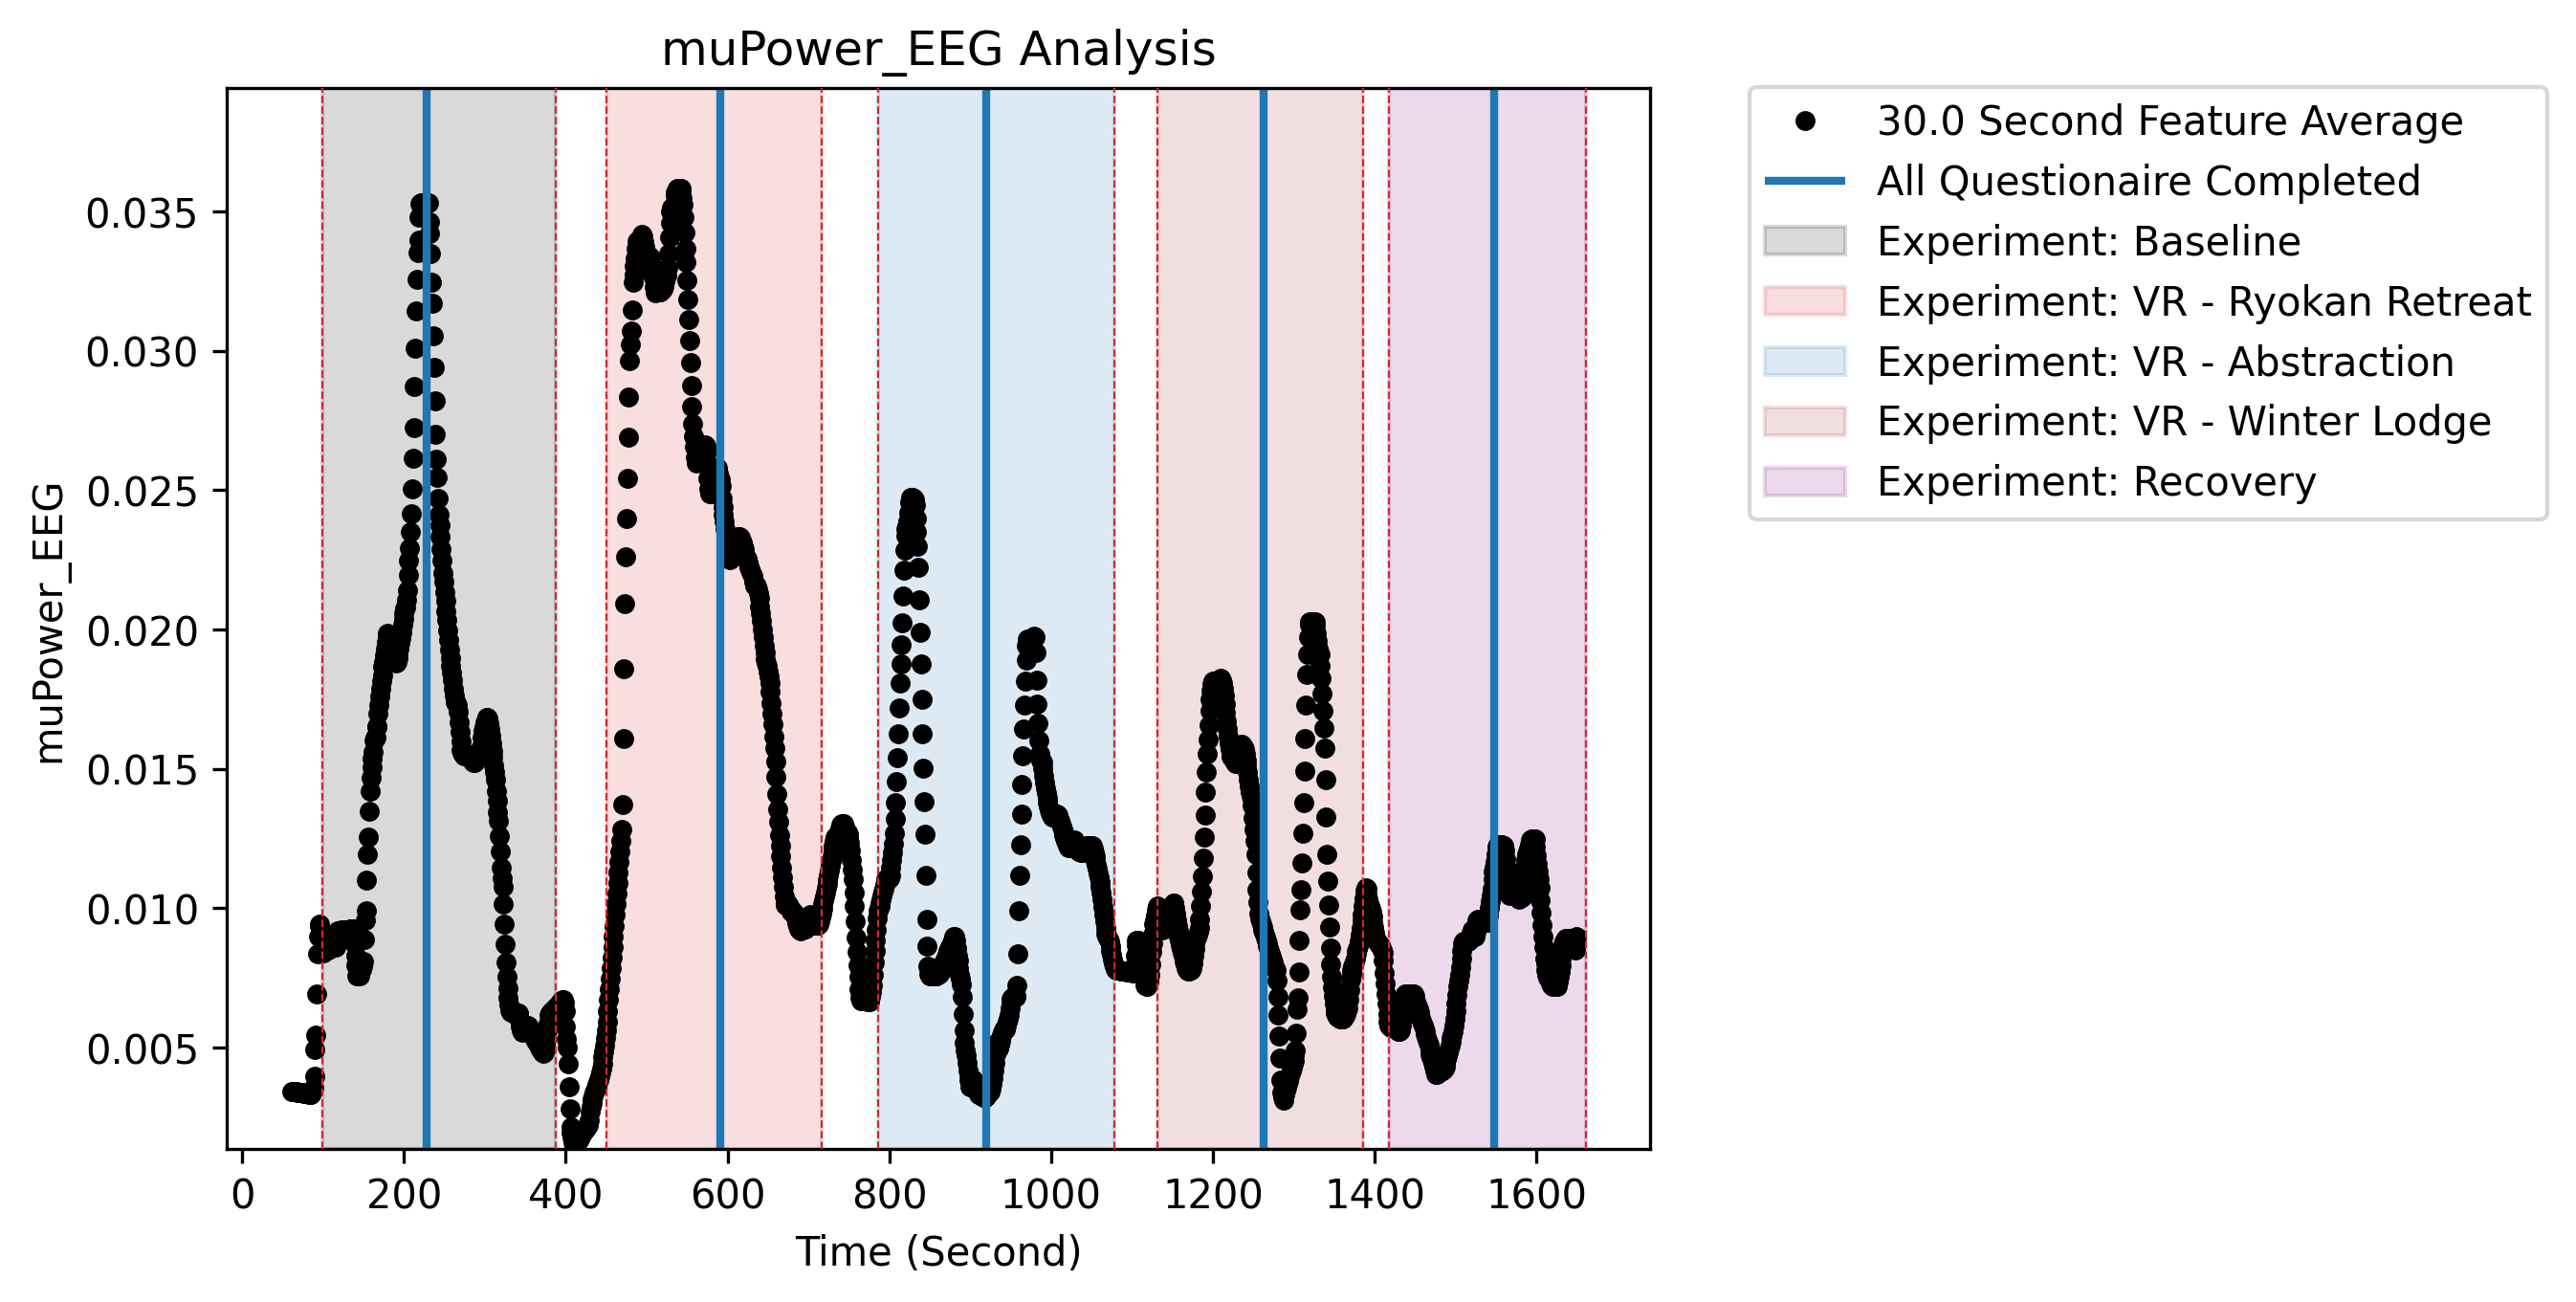 muPower_EEG Analysis
30.0 Second Feature Average
All Questionaire Completed
Experiment: Baseline
Experiment: VR - Ryokan Retreat
Experiment: VR - Abstraction
Experiment: VR - Winter Lodge
Experiment: Recovery
muPower_EEG
0.035
0.030
0.025
0.020
0.015
0.010
0.005
0 200 400 600 800 1000 1200 1400 1600
Time (Second)